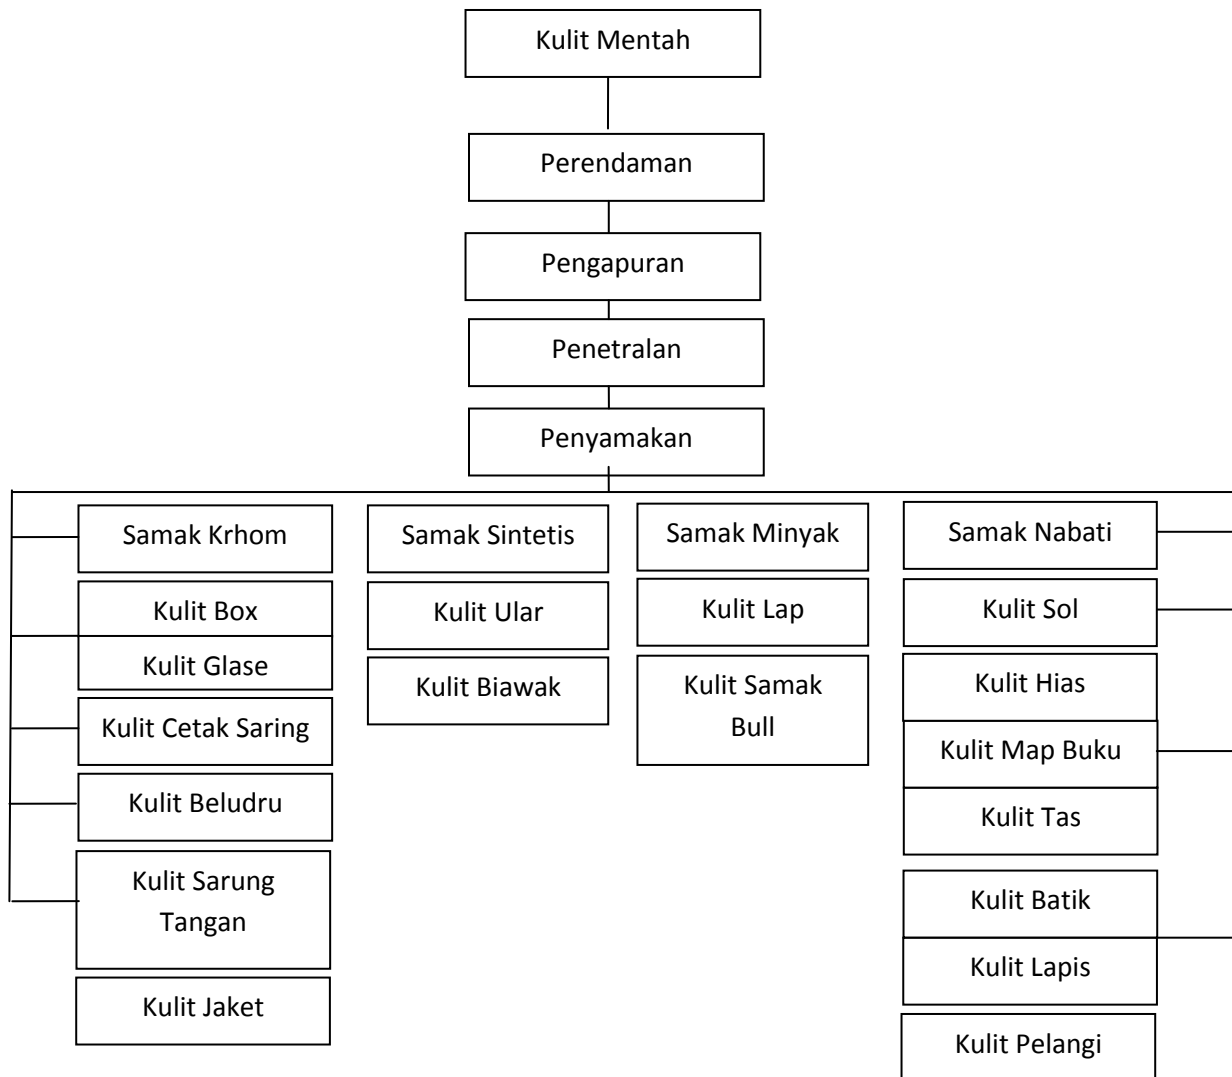 Kulit Mentah
Perendaman
Pengapuran
Penetralan
Penyamakan
Samak Krhom
Kulit Box
Kulit Glase
Kulit Cetak Saring
Kulit Beludru
Kulit Sarung
Tangan
Kulit Jaket
Samak Sintetis
Kulit Ular
Kulit Biawak
Samak Minyak
Kulit Lap
Kulit Samak
Bull
Samak Nabati
Kulit Sol
Kulit Hias
Kulit Map Buku
Kulit Tas
Kulit Batik
Kulit Lapis
Kulit Pelangi